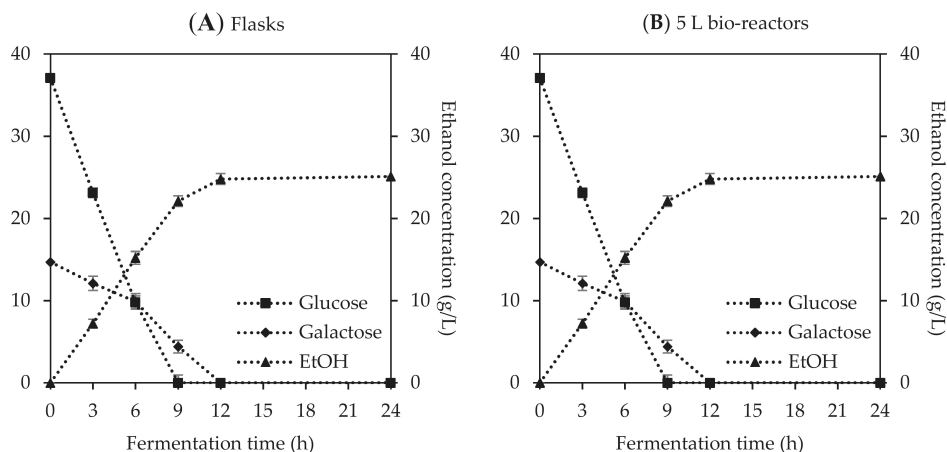 (A) Flasks
40
30
20
10
0
40
30
20
10
0
Ethanol concentration (g/L)
Glucose
Galactose
EtOH
0 3 6 9 12 15 18 21 24
Fermentation time (h)
(B) 5 L bio-reactors
40
30
20
10
0
40
30
20
10
0
Ethanol concentration (g/L)
Glucose
Galactose
EtOH
0 3 6 9 12 15 18 21 24
Fermentation time (h)